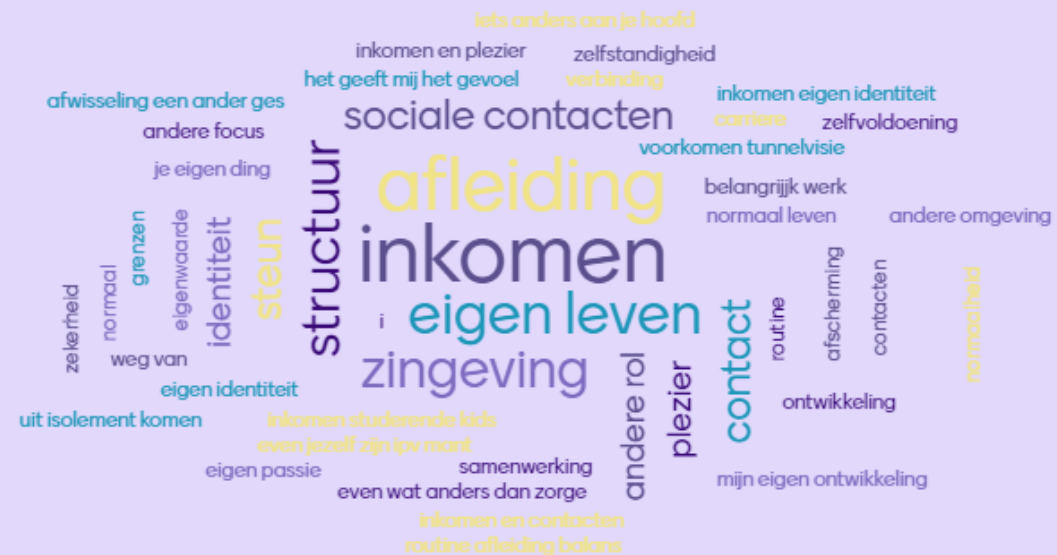 iets anders aan je hoofd
inkomen en plezier
zelfstandigheid
het geeft mij het gevoel
verbinding
afwisseling een ander ges
inkomen eigen identiteit
sociale contacten
carriere
zelfvoldoening
andere focus
voorkomen tunnelvisie
je eigen ding
structuur
afleiding
belangrijjk werk
normaal leven
andere omgeving
grenzen
eigenwaarde
identiteit
steun
inkomen
zekerheid
normaal
i
eigen leven
contact
routine
afscherming
contacten
normaliteid
weg van
zingeving
andere rol
plezier
eigen identiteit
ontwikkeling
uit isolement komen
inkomen studerende kids
even jezelf zijn ipv mant
eigen passie
samenwerking
mijn eigen ontwikkeling
even wat anders dan zorge
inkomen en contacten
routine afleiding balans